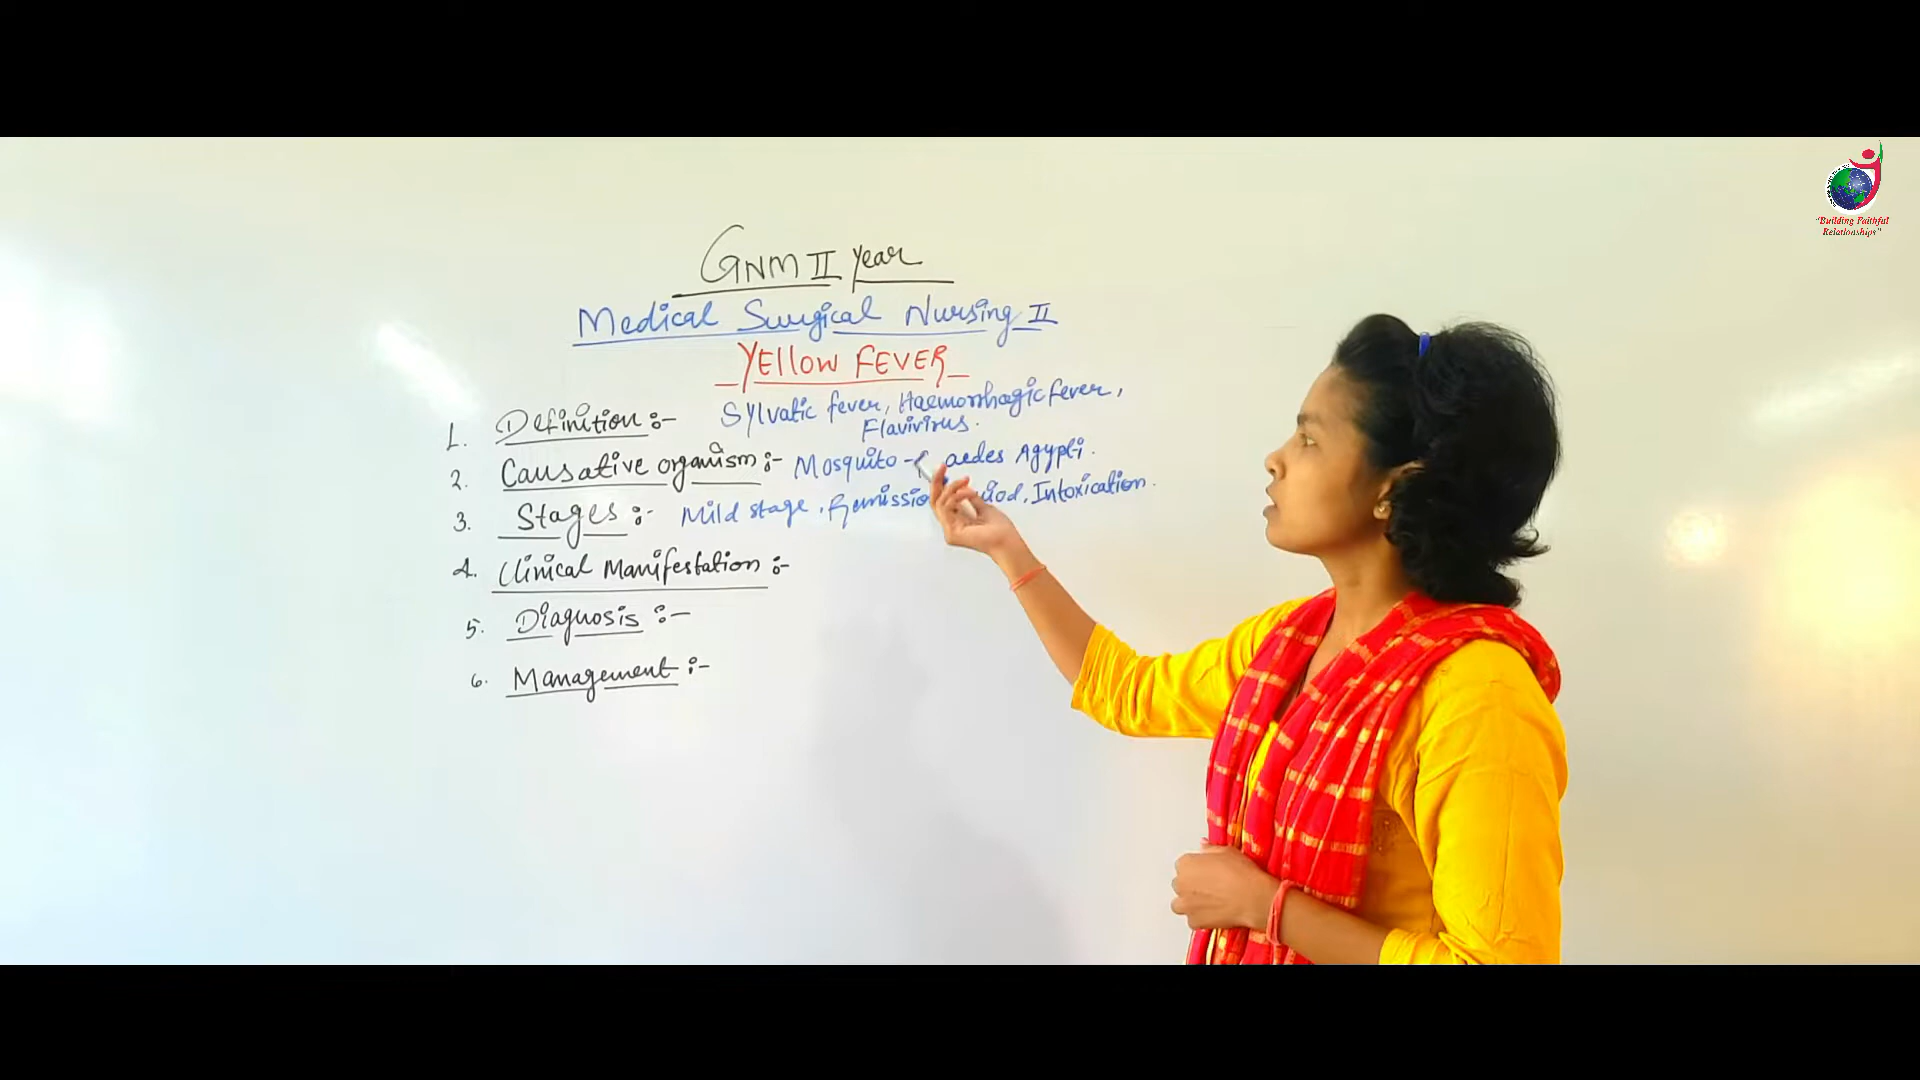 GNM II year
Medical Surgical Nursing II
YEllow FEVER
1. Definition :- Sylvatic fever, Haemorrhagic fever,
Flavivirus.
2. Causative organism :- Mosquito - aedes Agypti.
3. Stages :- Mild stage, Remission, Intoxication.
4. Clinical Manifestation :-
5. Diagnosis :-
6. Management :-
"Building Faithful
Relationships"